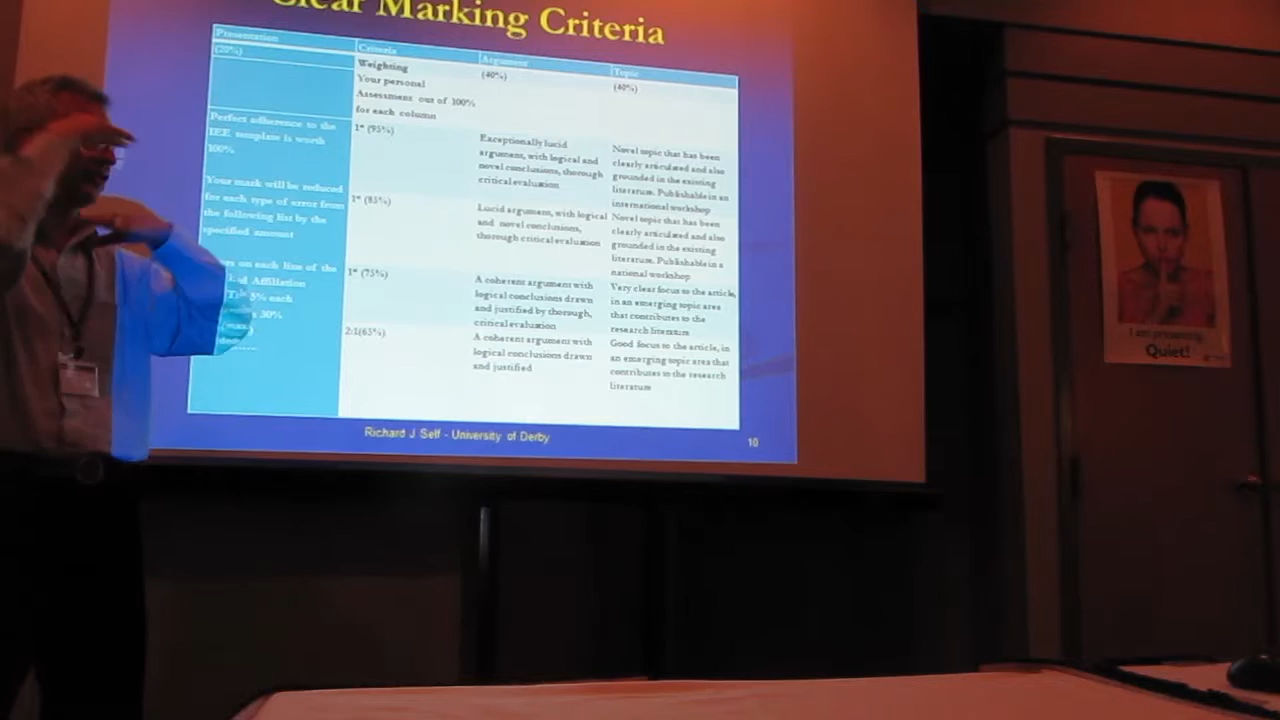 Clear Marking Criteria
Presentation
(20%)
Perfect adherence to the
IEE template is worth
100%
Your mark will be reduced
for each type of error from
the following list by the
specified amount
on each line of the
Affiliation
5% each
30%
Criteria
Weighting
Your personal
Assessment out of 100%
for each column
1* (95%)
1* (85%)
1* (75%)
2:1(65%)
Argument
(40%)
Exceptionally lucid
argument, with logical and
novel conclusions, thorough
critical evaluation
Lucid argument, with logical
and novel conclusions,
thorough critical evaluation
A coherent argument with
logical conclusions drawn
and justified by thorough,
critical evaluation
A coherent argument with
logical conclusions drawn
and justified
Topic
(40%)
Novel topic that has been
clearly articulated and also
grounded in the existing
literature. Publishable in an
international workshop
Novel topic that has been
clearly articulated and also
grounded in the existing
literature. Publishable in a
national workshop
Very clear focus to the article,
in an emerging topic area
that contributes to the
research literature
Good focus to the article, in
an emerging topic area that
contributes to the research
literature
Richard J Self - University of Derby
10
I am presenting
Quiet!